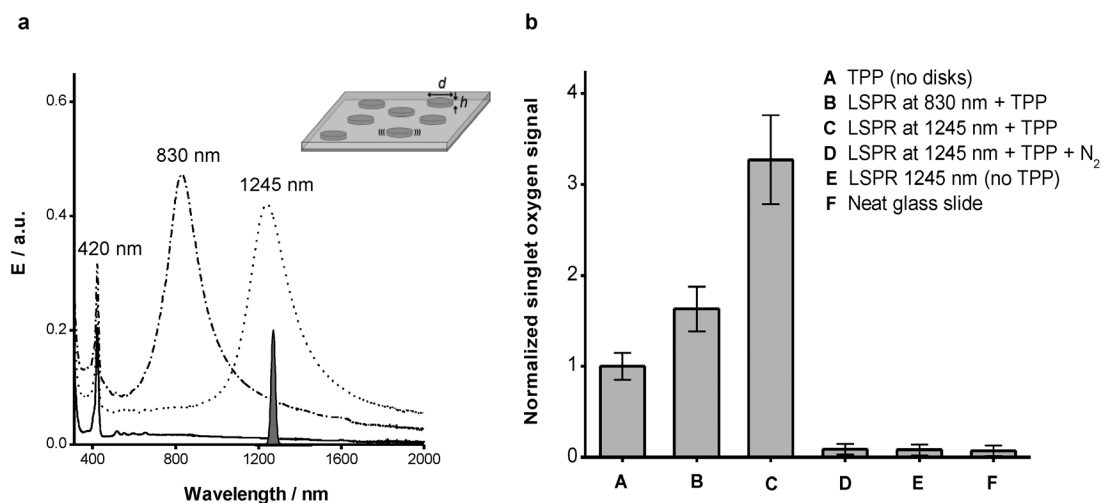 a
E / a.u.
0.6
0.4
0.2
0.0
420 nm
830 nm
1245 nm
d
h
400 800 1200 1600 2000
Wavelength / nm
b
Normalized singlet oxygen signal
4
3
2
1
0
A B C D E F
A TPP (no disks)
B LSPR at 830 nm + TPP
C LSPR at 1245 nm + TPP
D LSPR at 1245 nm + TPP + N2
E LSPR 1245 nm (no TPP)
F Neat glass slide